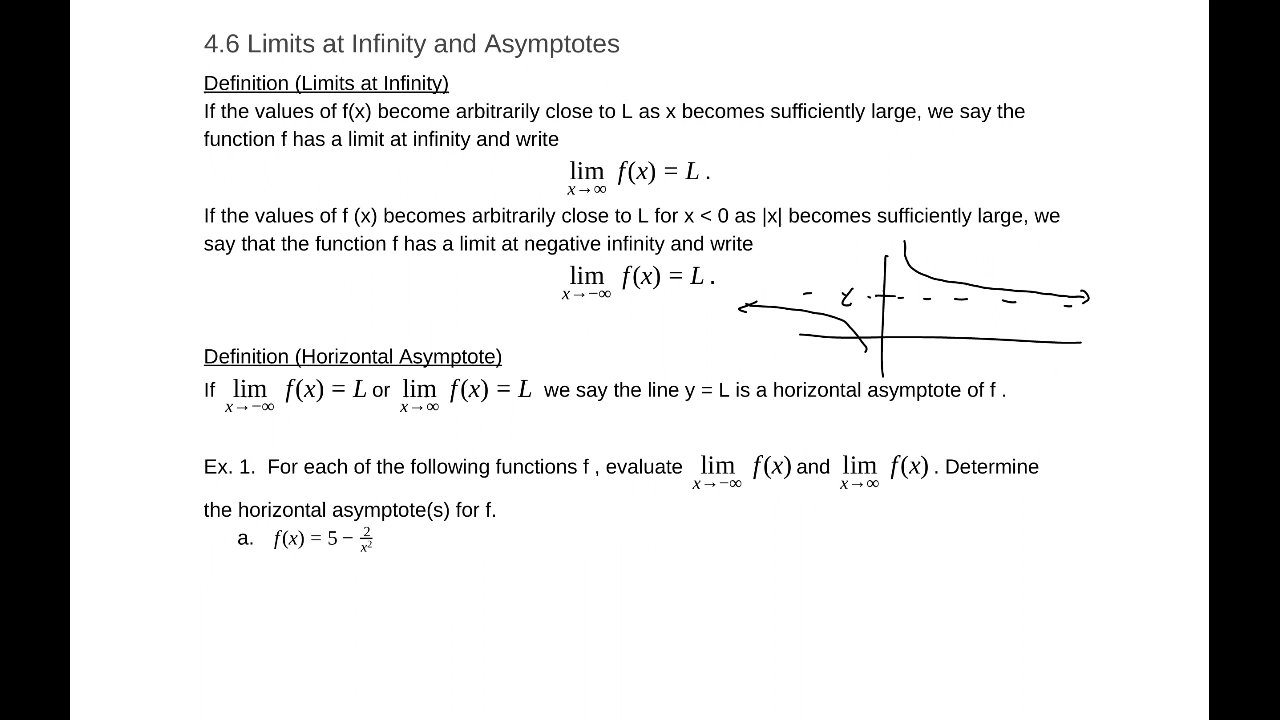 4.6 Limits at Infinity and Asymptotes
Definition (Limits at Infinity)
If the values of f(x) become arbitrarily close to L as x becomes sufficiently large, we say the
function f has a limit at infinity and write
lim x→∞ f(x) = L .
If the values of f (x) becomes arbitrarily close to L for x < 0 as |x| becomes sufficiently large, we
say that the function f has a limit at negative infinity and write
lim x→−∞ f(x) = L .
Definition (Horizontal Asymptote)
If lim x→−∞ f(x) = L or lim x→∞ f(x) = L we say the line y = L is a horizontal asymptote of f .
Ex. 1. For each of the following functions f , evaluate lim x→−∞ f(x) and lim x→∞ f(x) . Determine
the horizontal asymptote(s) for f.
a. f(x) = 5 − 2/x²